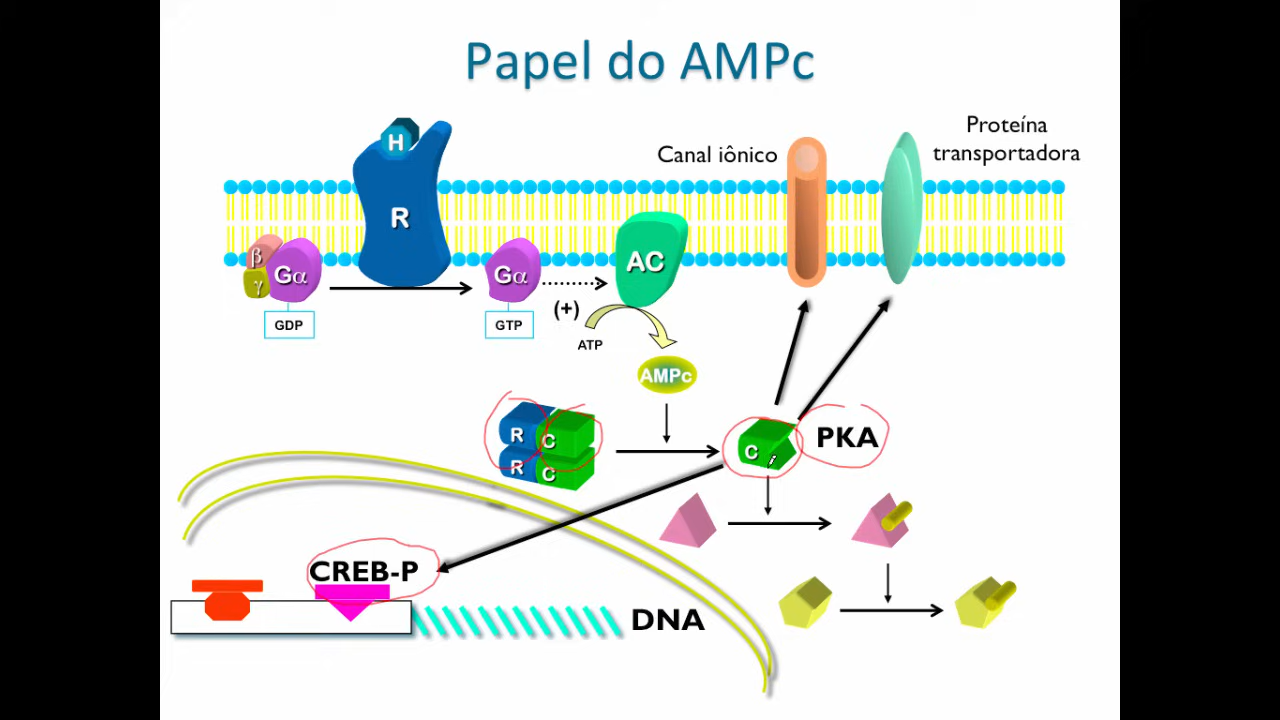 Papel do AMPc
Proteína
transportadora
Canal iônico
H
R
β
γ
Gα
GDP
Gα
GTP
(+)
AC
ATP
AMPc
R
C
R
C
C
PKA
CREB-P
DNA